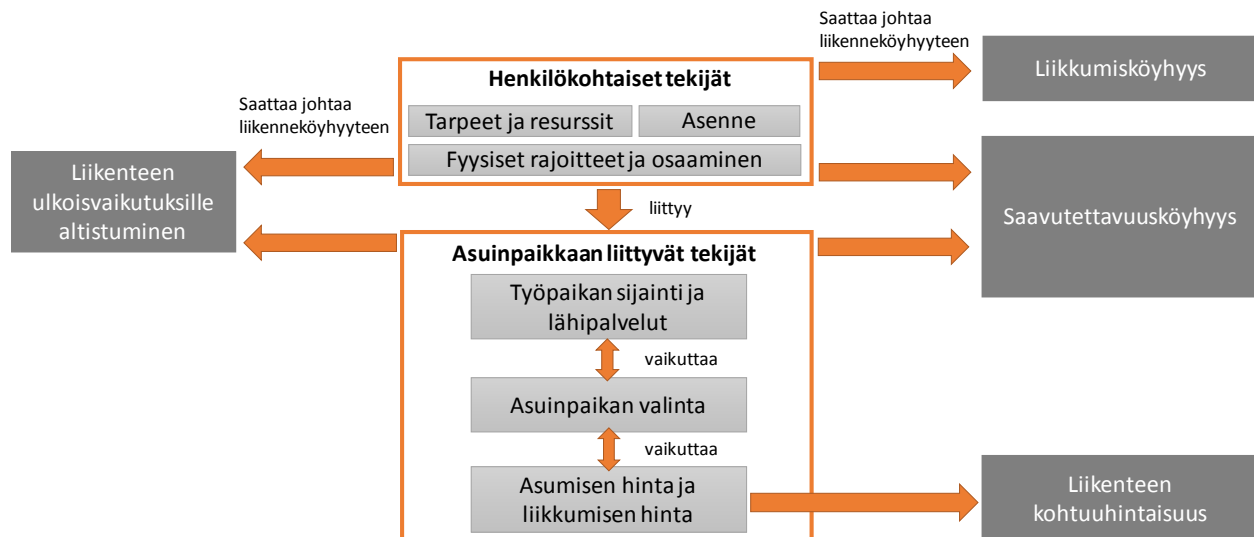 Saattaa johtaa
liikenneköyhyyteen
Liikkumisköyhyys
Henkilökohtaiset tekijät
Tarpeet ja resurssit
Asenne
Fyysiset rajoitteet ja osaaminen
Saattaa johtaa
liikenneköyhyyteen
Liikenteen
ulkoisvaikutuksille
altistuminen
liittyy
Saavutettavuusköyhyys
Asuinpaikkaan liittyvät tekijät
Työpaikan sijainti ja
lähipalvelut
vaikuttaa
Asuinpaikan valinta
vaikuttaa
Asumisen hinta ja
liikkumisen hinta
Liikenteen
kohtuuhintaisuus